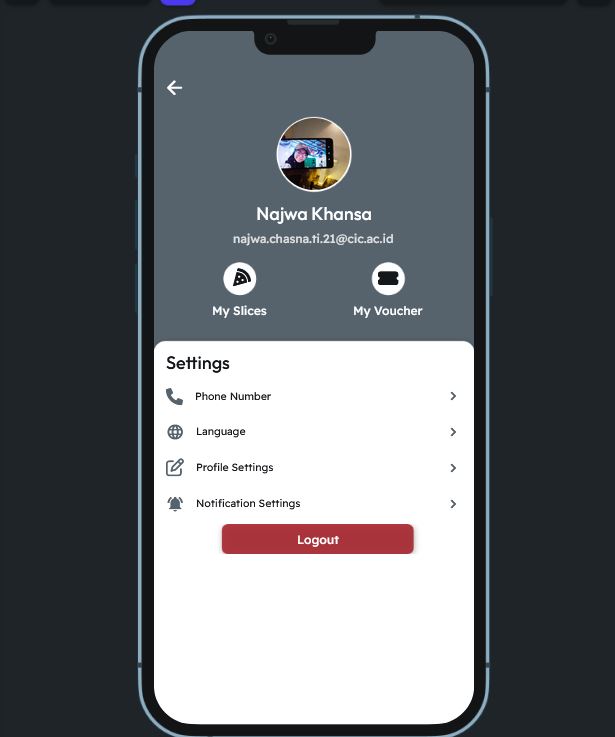 Najwa Khansa
najwa.chasna.ti.21@cic.ac.id
My Slices
My Voucher
Settings
Phone Number
Language
Profile Settings
Notification Settings
Logout